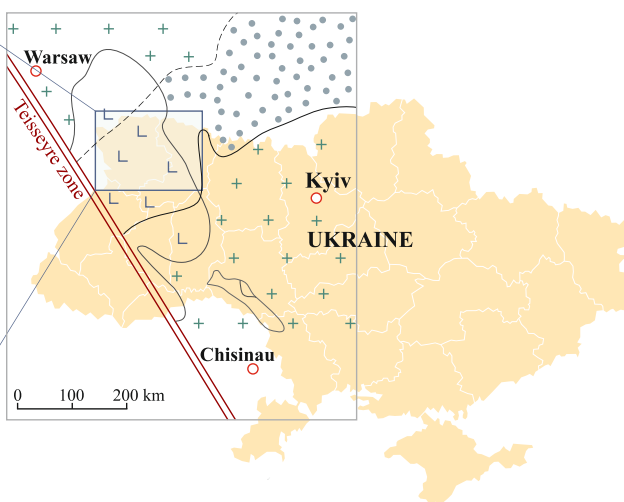 Warsaw
Teisseyre zone
Kyiv
UKRAINE
Chisinau
0 100 200 km